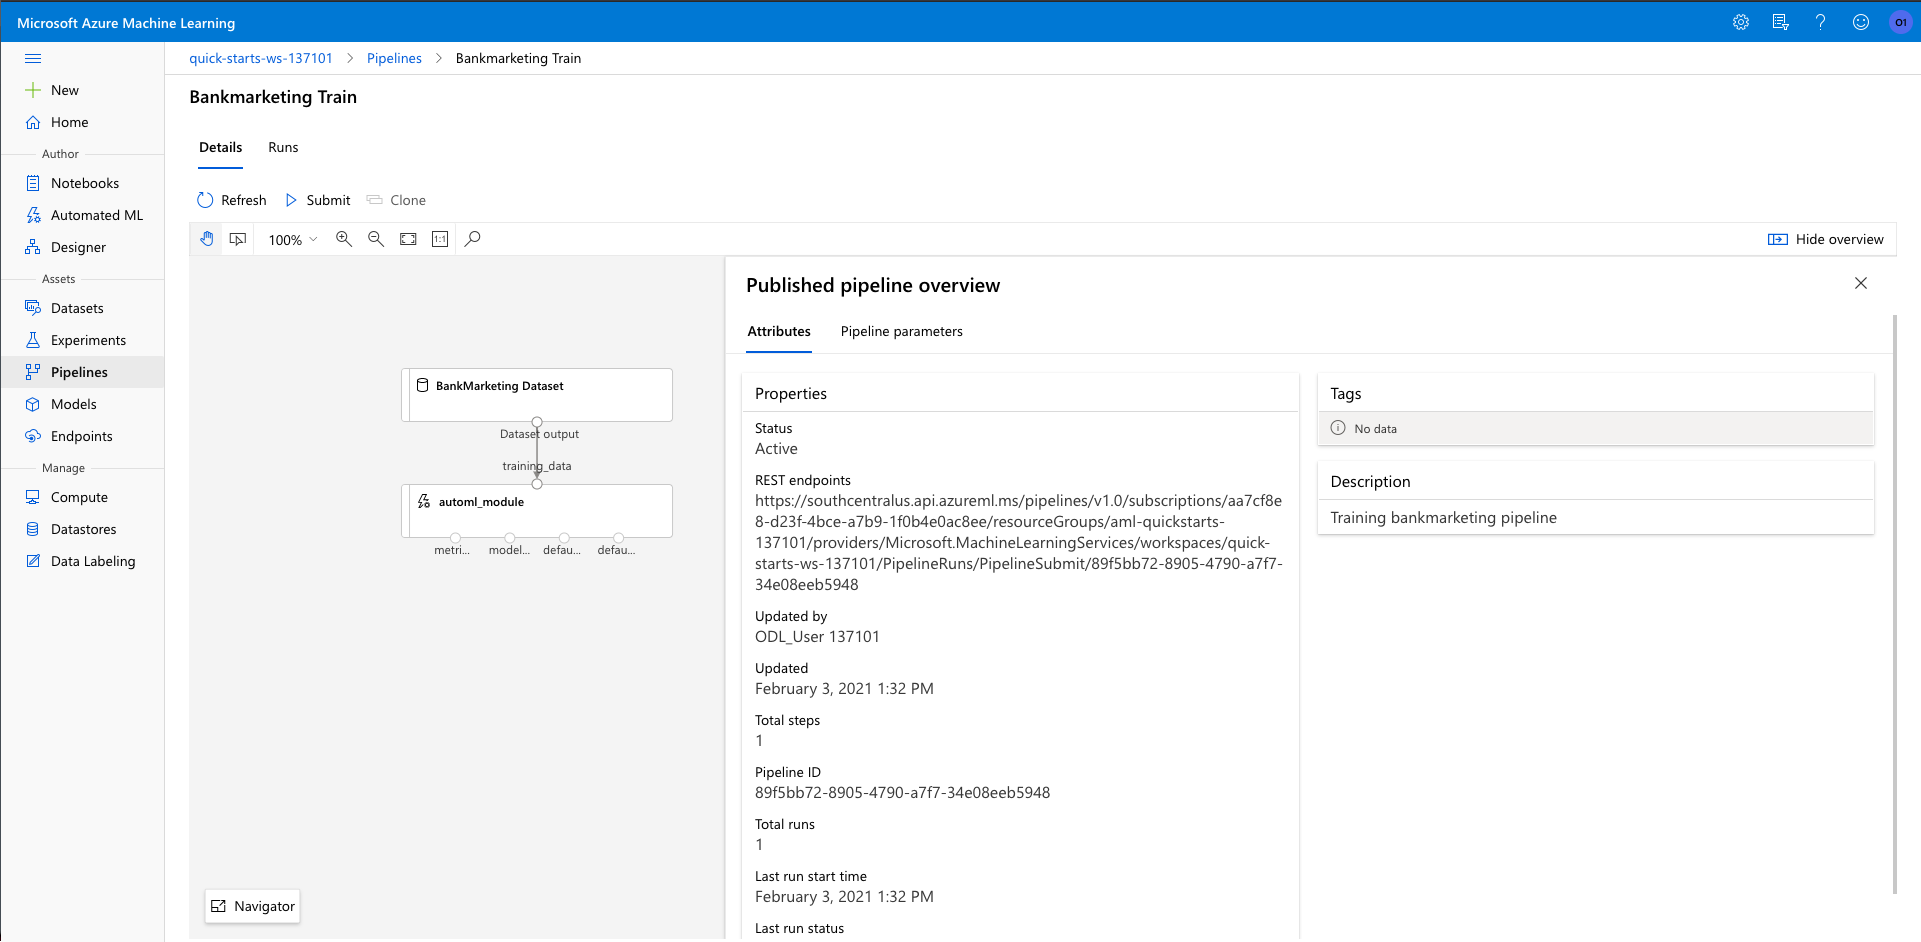 Microsoft Azure Machine Learning
O1
quick-starts-ws-137101 > Pipelines > Bankmarketing Train
New
Home
Author
Notebooks
Automated ML
Designer
Assets
Datasets
Experiments
Pipelines
Models
Endpoints
Manage
Compute
Datastores
Data Labeling
Bankmarketing Train
Details Runs
Refresh Submit Clone
100% 1:1 Hide overview
BankMarketing Dataset
Dataset output
training_data
automl_module
metri... model... defau... defau...
Navigator
Published pipeline overview
Attributes Pipeline parameters
Properties
Status
Active
REST endpoints
https://southcentralus.api.azureml.ms/pipelines/v1.0/subscriptions/aa7cf8e
8-d23f-4bce-a7b9-1f0b4e0ac8ee/resourceGroups/aml-quickstarts-
137101/providers/Microsoft.MachineLearningServices/workspaces/quick-
starts-ws-137101/PipelineRuns/PipelineSubmit/89f5bb72-8905-4790-a7f7-
34e08eeb5948
Updated by
ODL_User 137101
Updated
February 3, 2021 1:32 PM
Total steps
1
Pipeline ID
89f5bb72-8905-4790-a7f7-34e08eeb5948
Total runs
1
Last run start time
February 3, 2021 1:32 PM
Last run status
Tags
No data
Description
Training bankmarketing pipeline